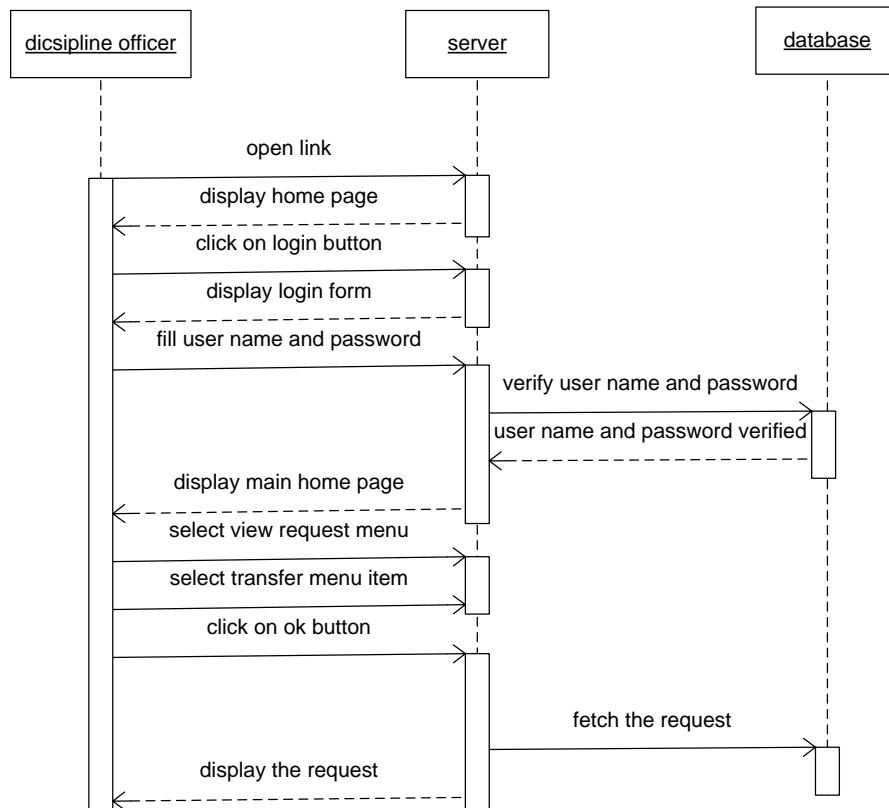 dicsipline officer
server
database
open link
display home page
click on login button
display login form
fill user name and password
verify user name and password
user name and password verified
display main home page
select view request menu
select transfer menu item
click on ok button
fetch the request
display the request